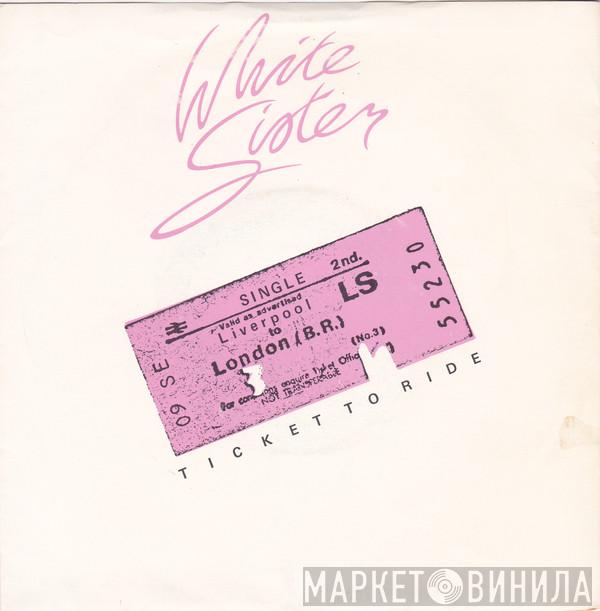 White
Sister
SINGLE 2nd.
Valid as advertised
Liverpool LS
to
London (B.R.)
(No.3)
For conditions enquire Ticket Office
NOT TRANSFERABLE
09 SE
55230
TICKET TO RIDE
МАРКЕТ ВИНИЛА